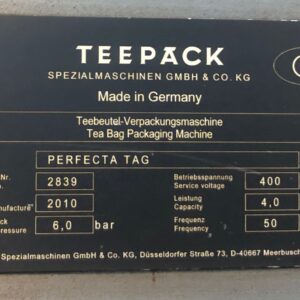 TEEPACK
SPEZIALMASCHINEN GMBH & CO. KG
Made in Germany
Teebeutel-Verpackungsmaschine
Tea Bag Packaging Machine
PERFECTA TAG
Nr. 2839 Betriebsspannung Service voltage 400
2010 Leistung Capacity 4,0
6,0 bar Frequenz Frequency 50
Spezialmaschinen GmbH & Co. KG, Düsseldorfer Straße 73, D-40667 Meerbusch